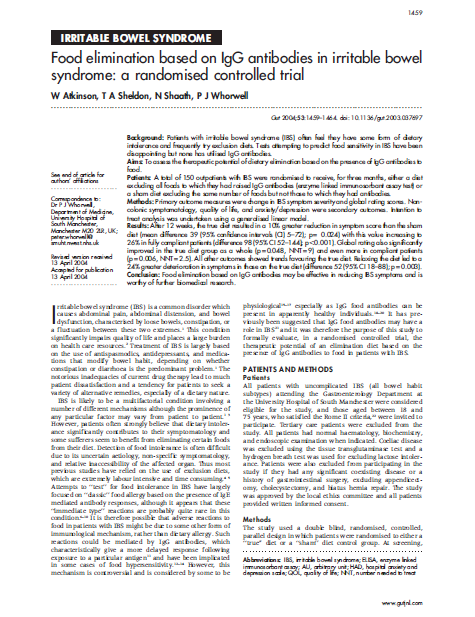 1459
IRRITABLE BOWEL SYNDROME
Food elimination based on IgG antibodies in irritable bowel
syndrome: a randomised controlled trial
W Atkinson, T A Sheldon, N Shaath, P J Whorwell
Gut 2004;53:1459–1464. doi: 10.1136/gut.2003.037697
See end of article for
authors' affiliations
Correspondence to:
Dr P J Whorwell,
Department of Medicine,
University Hospital of
South Manchester,
Manchester M20 2LR, UK;
peter.whorwell@
smuht.nwest.nhs.uk
Revised version received
13 April 2004
Accepted for publication
13 April 2004
Background: Patients with irritable bowel syndrome (IBS) often feel they have some form of dietary
intolerance and frequently try exclusion diets. Tests attempting to predict food sensitivity in IBS have been
disappointing but none has utilised IgG antibodies.
Aims: To assess the therapeutic potential of dietary elimination based on the presence of IgG antibodies to
food.
Patients: A total of 150 outpatients with IBS were randomised to receive, for three months, either a diet
excluding all foods to which they had raised IgG antibodies (enzyme linked immunosorbant assay test) or
a sham diet excluding the same number of foods but not those to which they had antibodies.
Methods: Primary outcome measures were change in IBS symptom severity and global rating scores. Non-
colonic symptomatology, quality of life, and anxiety/depression were secondary outcomes. Intention to
treat analysis was undertaken using a generalised linear model.
Results: After 12 weeks, the true diet resulted in a 10% greater reduction in symptom score than the sham
diet (mean difference 39 (95% confidence intervals (CI) 5–72); p= 0.024) with this value increasing to
26% in fully compliant patients (difference 98 (95% CI 52–144); p<0.001). Global rating also significantly
improved in the true diet group as a whole (p=0.048, NNT=9) and even more in compliant patients
(p=0.006, NNT=2.5). All other outcomes showed trends favouring the true diet. Relaxing the diet led to a
24% greater deterioration in symptoms in those on the true diet (difference 52 (95% CI 18–88); p=0.003).
Conclusion: Food elimination based on IgG antibodies may be effective in reducing IBS symptoms and is
worthy of further biomedical research.
Irritable bowel syndrome (IBS) is a common disorder which
causes abdominal pain, abdominal distension, and bowel
dysfunction, characterised by loose bowels, constipation, or
a fluctuation between these two extremes. This condition
significantly impairs quality of life and places a large burden
on health care resources. Treatment of IBS is largely based
on the use of antispasmodics, antidepressants, and medica-
tions that modify bowel habit, depending on whether
constipation or diarrhoea is the predominant problem. The
notorious inadequacies of current drug therapy lead to much
patient dissatisfaction and a tendency for patients to seek a
variety of alternative remedies, especially of a dietary nature.
IBS is likely to be a multifactorial condition involving a
number of different mechanisms although the prominence of
any particular factor may vary from patient to patient.
However, patients often strongly believe that dietary intoler-
ance significantly contributes to their symptomatology and
some sufferers seem to benefit from eliminating certain foods
from their diet. Detection of food intolerance is often difficult
due to its uncertain aetiology, non-specific symptomatology,
and relative inaccessibility of the affected organ. Thus most
previous studies have relied on the use of exclusion diets,
which are extremely labour intensive and time consuming.
Attempts to "test" for food intolerance in IBS have largely
focused on "classic" food allergy based on the presence of IgE
mediated antibody responses, although it appears that these
"immediate type" reactions are probably quite rare in this
condition. It is therefore possible that adverse reactions to
food in patients with IBS might be due to some other form of
immunological mechanism, rather than dietary allergy. Such
reactions could be mediated by IgG antibodies, which
characteristically give a more delayed response following
exposure to a particular antigen and have been implicated
in some cases of food hypersensitivity. However, this
mechanism is controversial and is considered by some to be
physiological especially as IgG food antibodies can be
present in apparently healthy individuals. It has pre-
viously been suggested that IgG food antibodies may have a
role in IBS and it was therefore the purpose of this study to
formally evaluate, in a randomised controlled trial, the
therapeutic potential of an elimination diet based on the
presence of IgG antibodies to food in patients with IBS.
PATIENTS AND METHODS
Patients
All patients with uncomplicated IBS (all bowel habit
subtypes) attending the Gastroenterology Department at
the University Hospital of South Manchester were considered
eligible for the study, and those aged between 18 and
75 years, who satisfied the Rome II criteria, were invited to
participate. Tertiary care patients were excluded from the
study. All patients had normal haematology, biochemistry,
and endoscopic examination when indicated. Coeliac disease
was excluded using the tissue transglutaminase test and a
hydrogen breath test was used for excluding lactose intoler-
ance. Patients were also excluded from participating in the
study if they had any significant coexisting disease or a
history of gastrointestinal surgery, excluding appendicect-
omy, cholecystectomy, and hiatus hernia repair. The study
was approved by the local ethics committee and all patients
provided written informed consent.
Methods
The study used a double blind, randomised, controlled,
parallel design in which patients were randomised to either a
"true" diet or a "sham" diet control group. At screening,
Abbreviations: IBS, irritable bowel syndrome; ELISA, enzyme linked
immunosorbant assay; AU, arbitrary unit; HAD, hospital anxiety and
depression scale; QOL, quality of life; NNT, number needed to treat
www.gutjnl.com